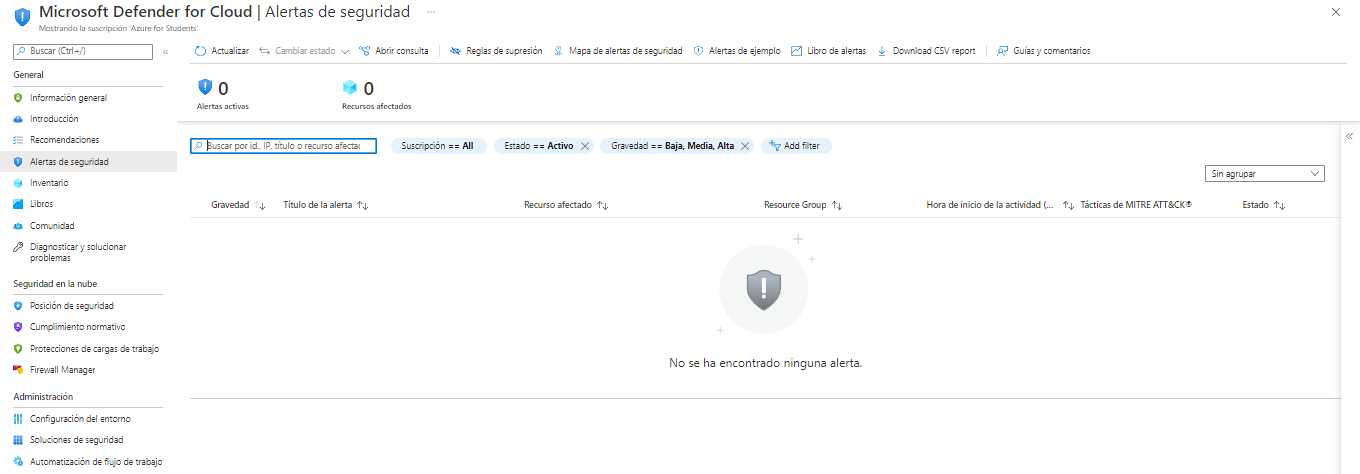 Microsoft Defender for Cloud | Alertas de seguridad ...
Mostrando la suscripción 'Azure for Students'
Buscar (Ctrl+/)
«
General
Información general
Introducción
Recomendaciones
Alertas de seguridad
Inventario
Libros
Comunidad
Diagnosticar y solucionar
problemas
Seguridad en la nube
Posición de seguridad
Cumplimiento normativo
Protecciones de cargas de trabajo
Firewall Manager
Administración
Configuración del entorno
Soluciones de seguridad
Automatización de flujo de trabajo
Actualizar Cambiar estado Abrir consulta Reglas de supresión Mapa de alertas de seguridad Alertas de ejemplo Libro de alertas Download CSV report Guías y comentarios
0 0
Alertas activas Recursos afectados
Buscar por id., IP, título o recurso afectac Suscripción == All Estado == Activo Gravedad == Baja, Media, Alta Add filter
«
Sin agrupar
Gravedad Título de la alerta Recurso afectado Resource Group Hora de inicio de la actividad (... Tácticas de MITRE ATT&CK® Estado
No se ha encontrado ninguna alerta.